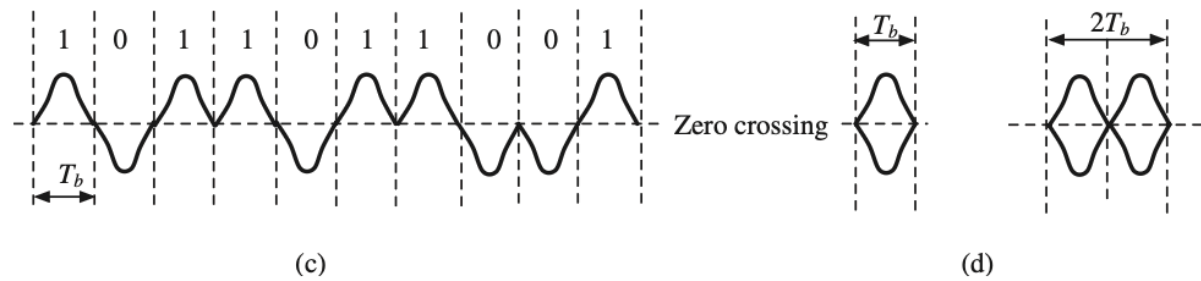 1 0 1 1 0 1 1 0 0 1
T_b
2T_b
Zero crossing
T_b
(c)
(d)